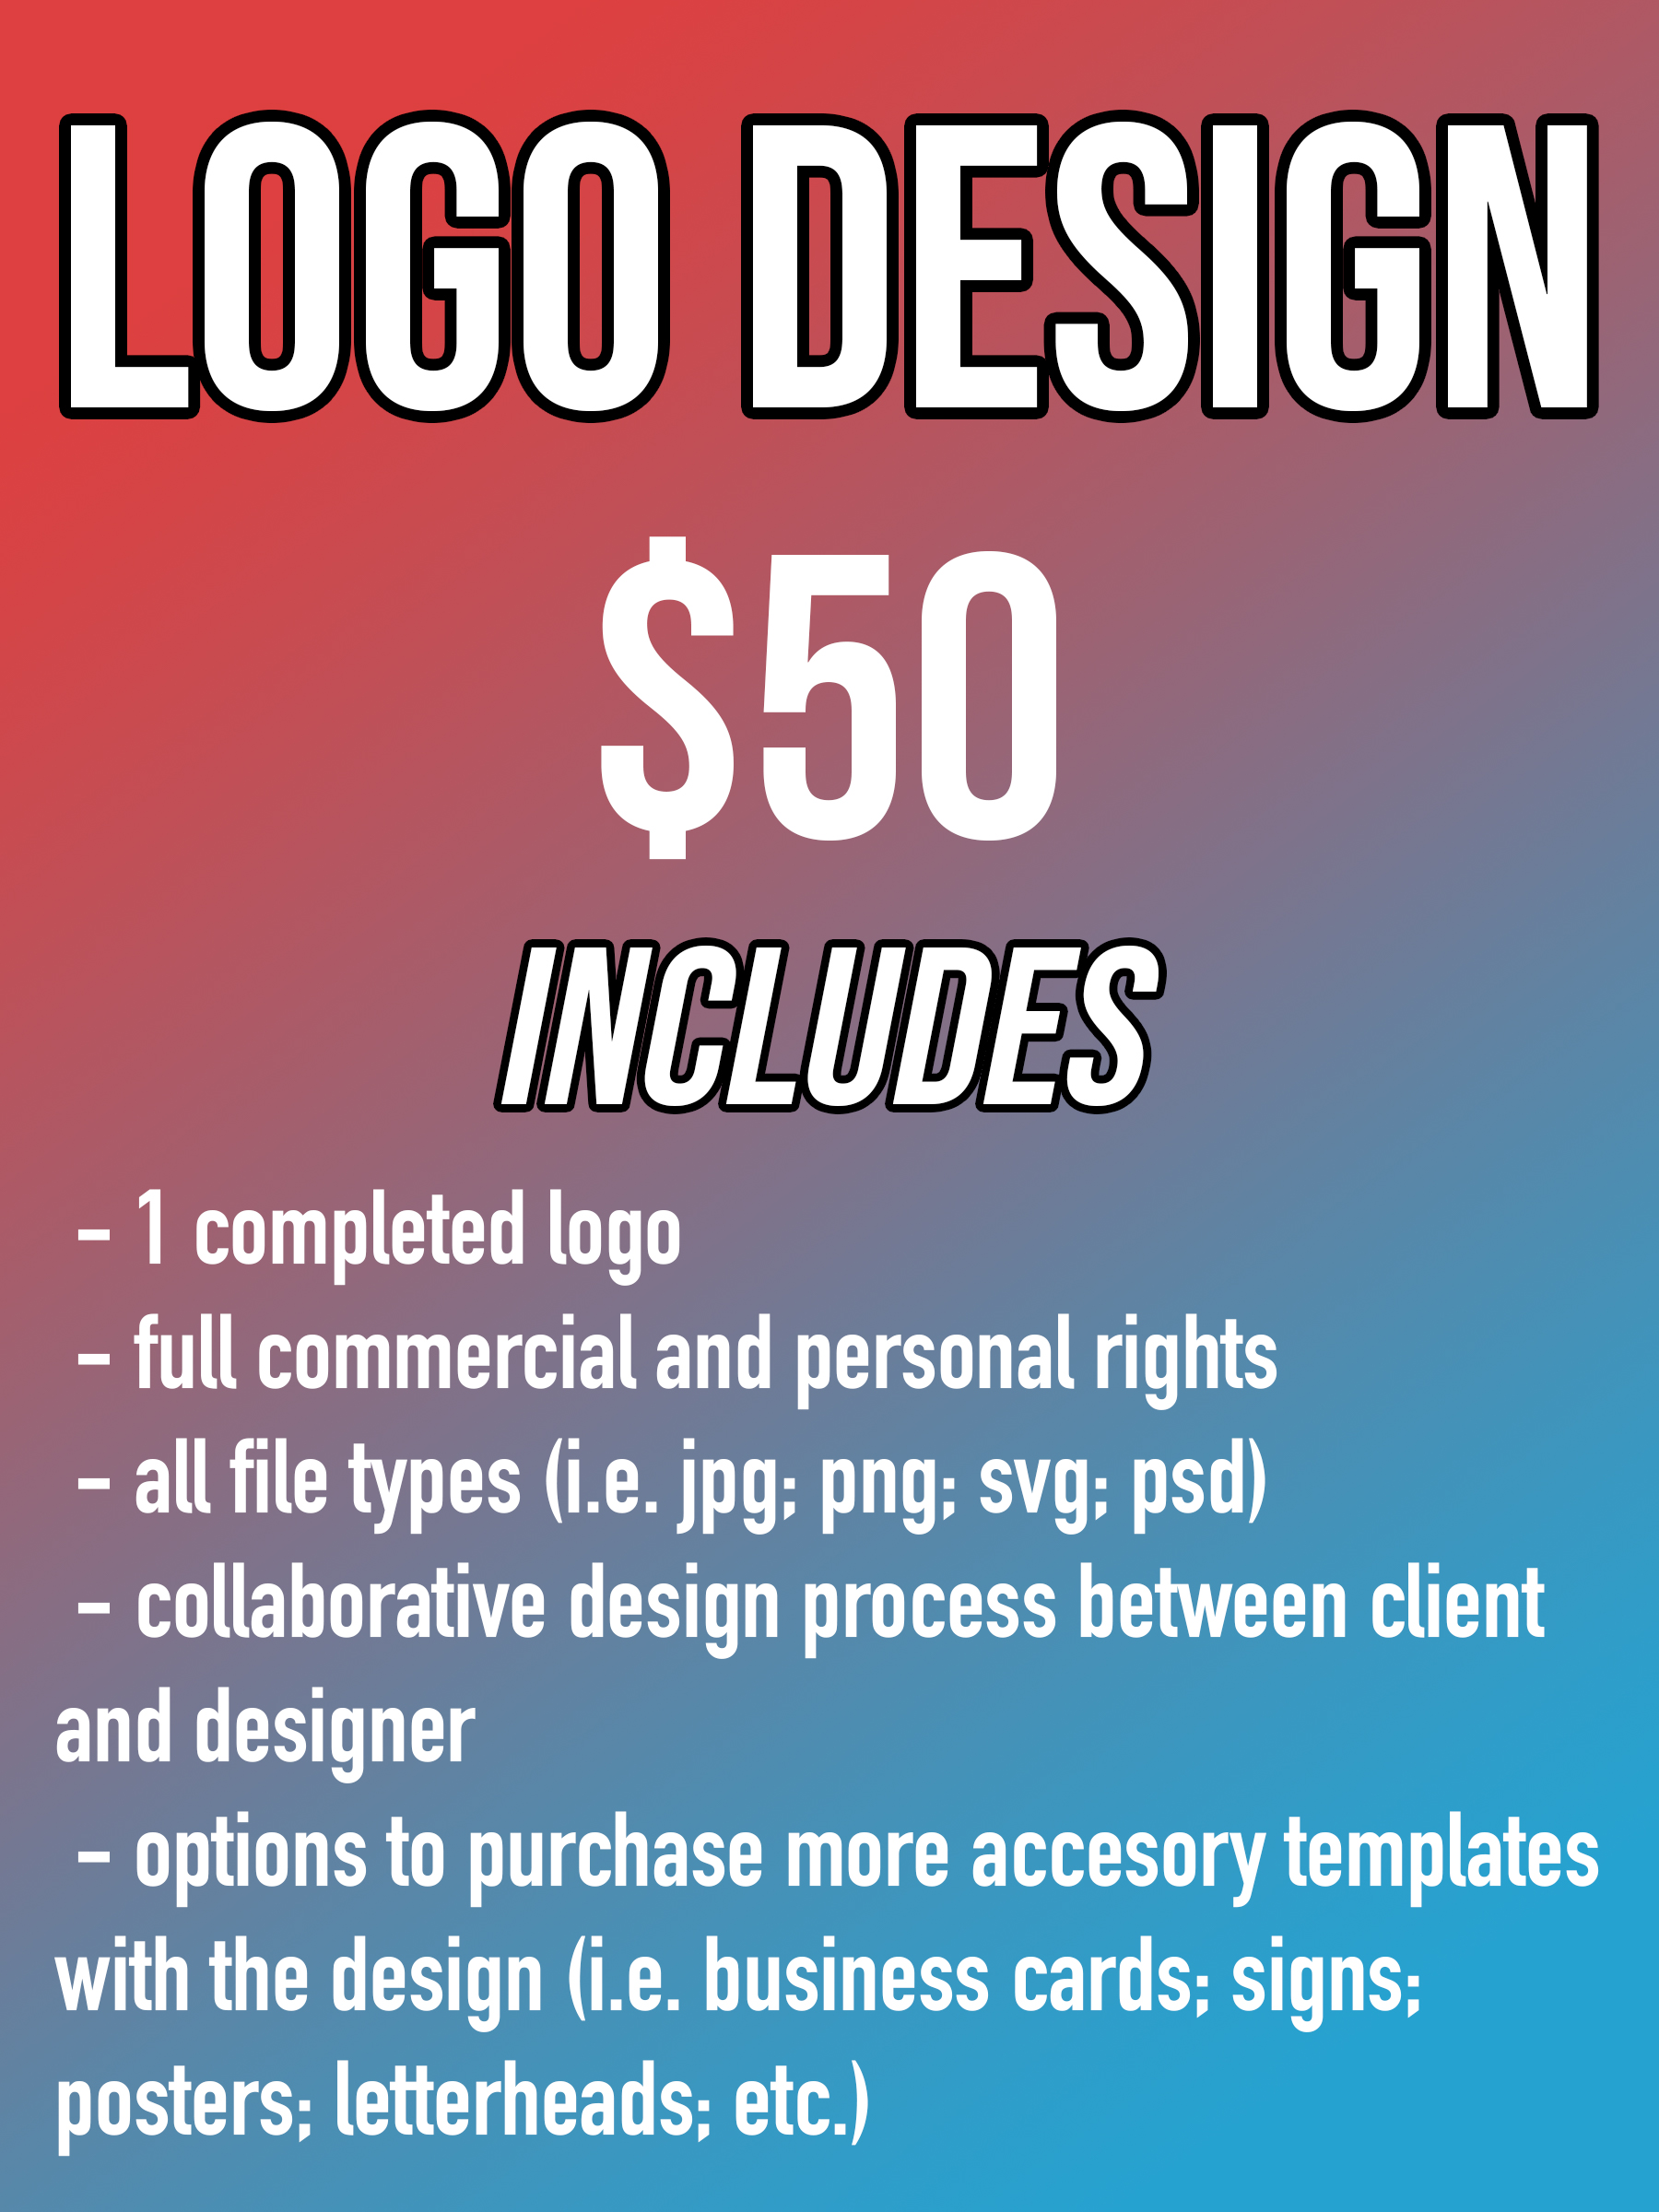 LOGO DESIGN
$50
INCLUDES
- 1 completed logo
- full commercial and personal rights
- all file types (i.e. jpg; png; svg; psd)
- collaborative design process between client
and designer
- options to purchase more accesory templates
with the design (i.e. business cards; signs;
posters; letterheads; etc.)